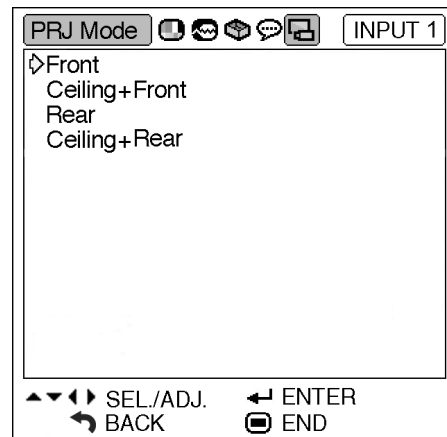 PRJ Mode INPUT 1
Front
Ceiling+Front
Rear
Ceiling+Rear
SEL./ADJ. ENTER
BACK END